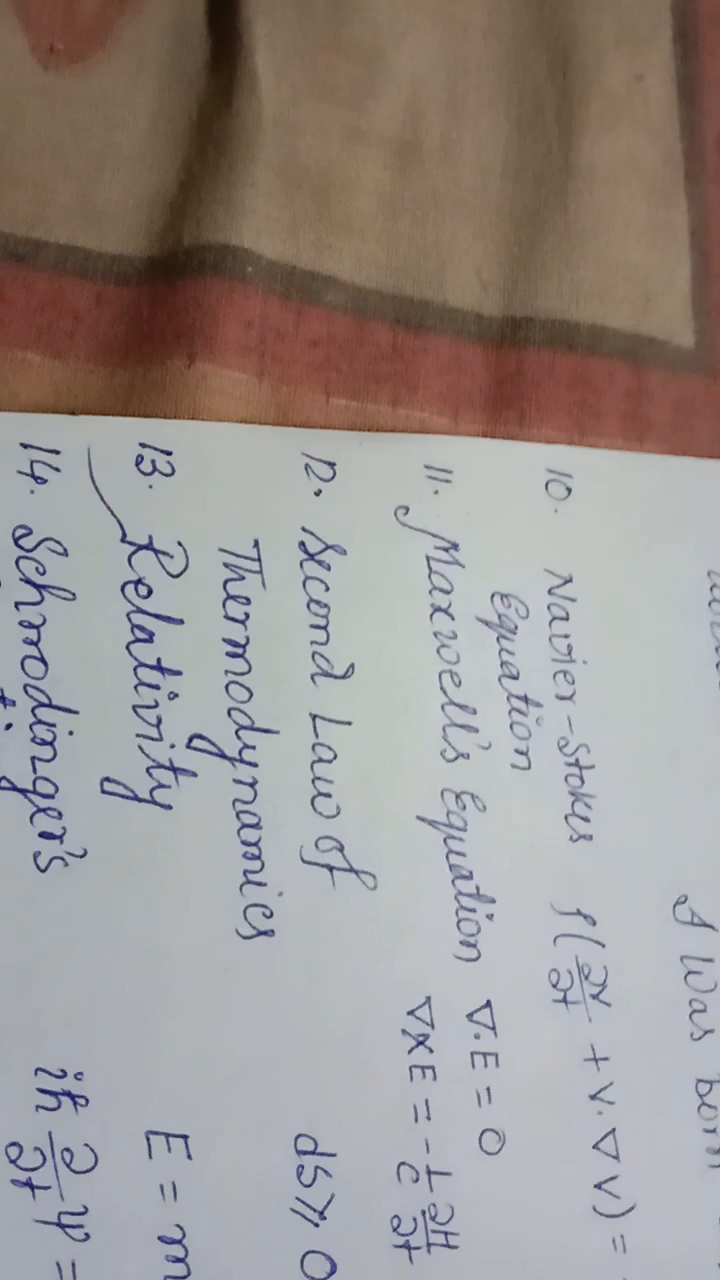 I was born
10. Navier-Stokes ρ(∂v/∂t + v.∇v) =
Equation
11. Maxwell's Equation ∇.E = 0
∇×E = -1/c ∂H/∂t
12. Second Law of dS ≥ 0
Thermodynamics
13. Relativity E = m
14. Schrrodinger's iħ ∂/∂t ψ =